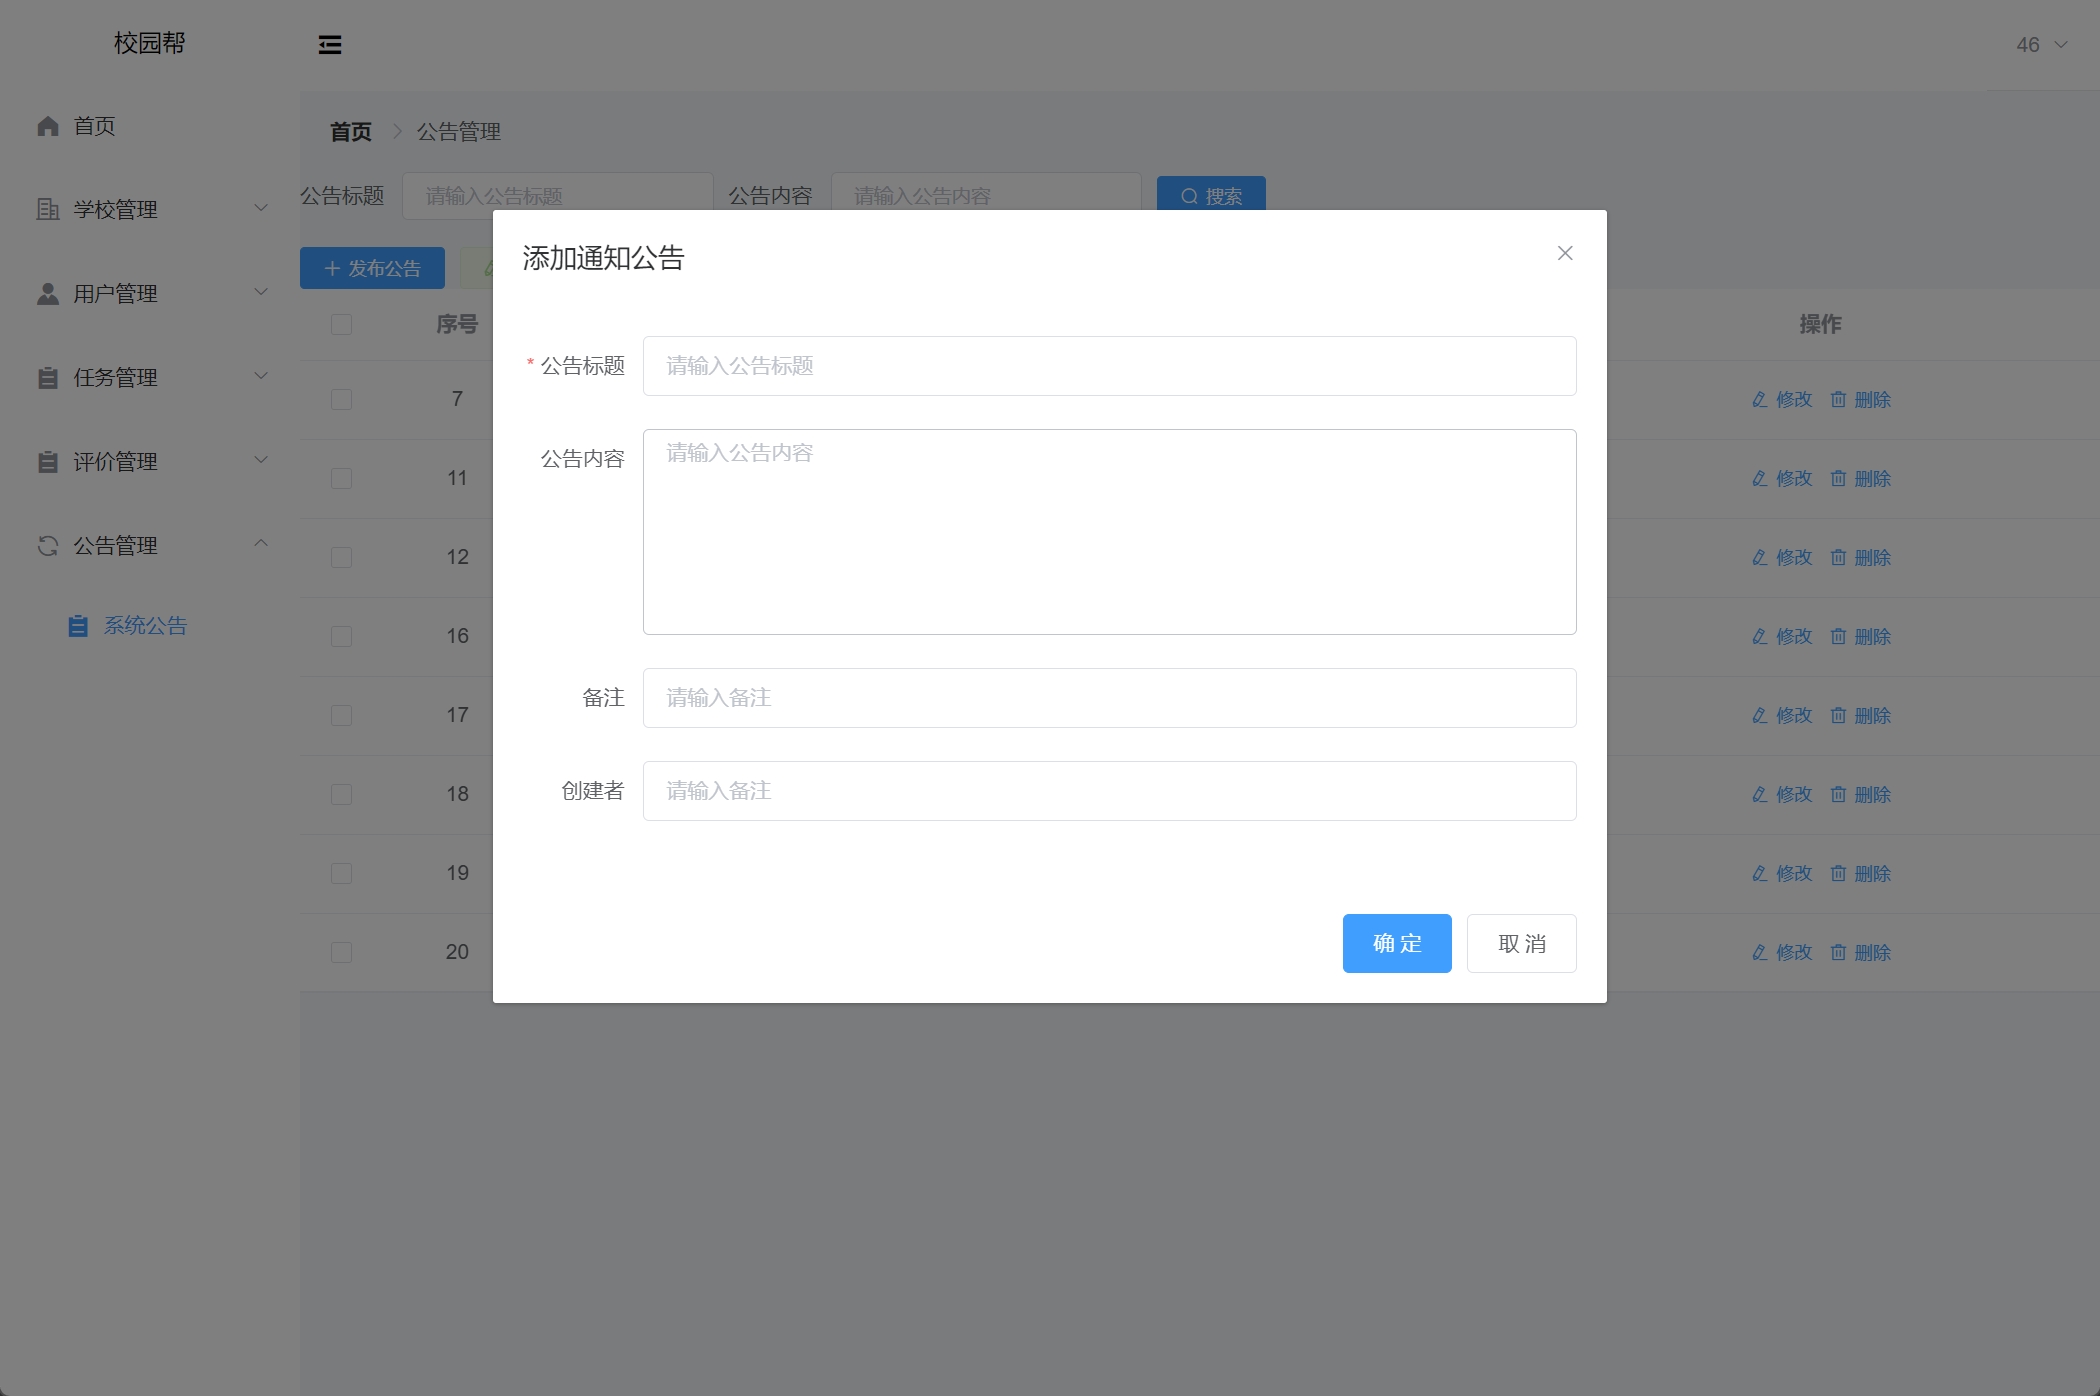 校园帮
46
首页
学校管理
用户管理
任务管理
评价管理
公告管理
系统公告
首页 公告管理
公告标题 请输入公告标题 公告内容 请输入公告内容 搜索
发布公告
序号 操作
7 修改 删除
11 修改 删除
12 修改 删除
16 修改 删除
17 修改 删除
18 修改 删除
19 修改 删除
20 修改 删除
添加通知公告
* 公告标题 请输入公告标题
公告内容 请输入公告内容
备注 请输入备注
创建者 请输入备注
确 定 取 消